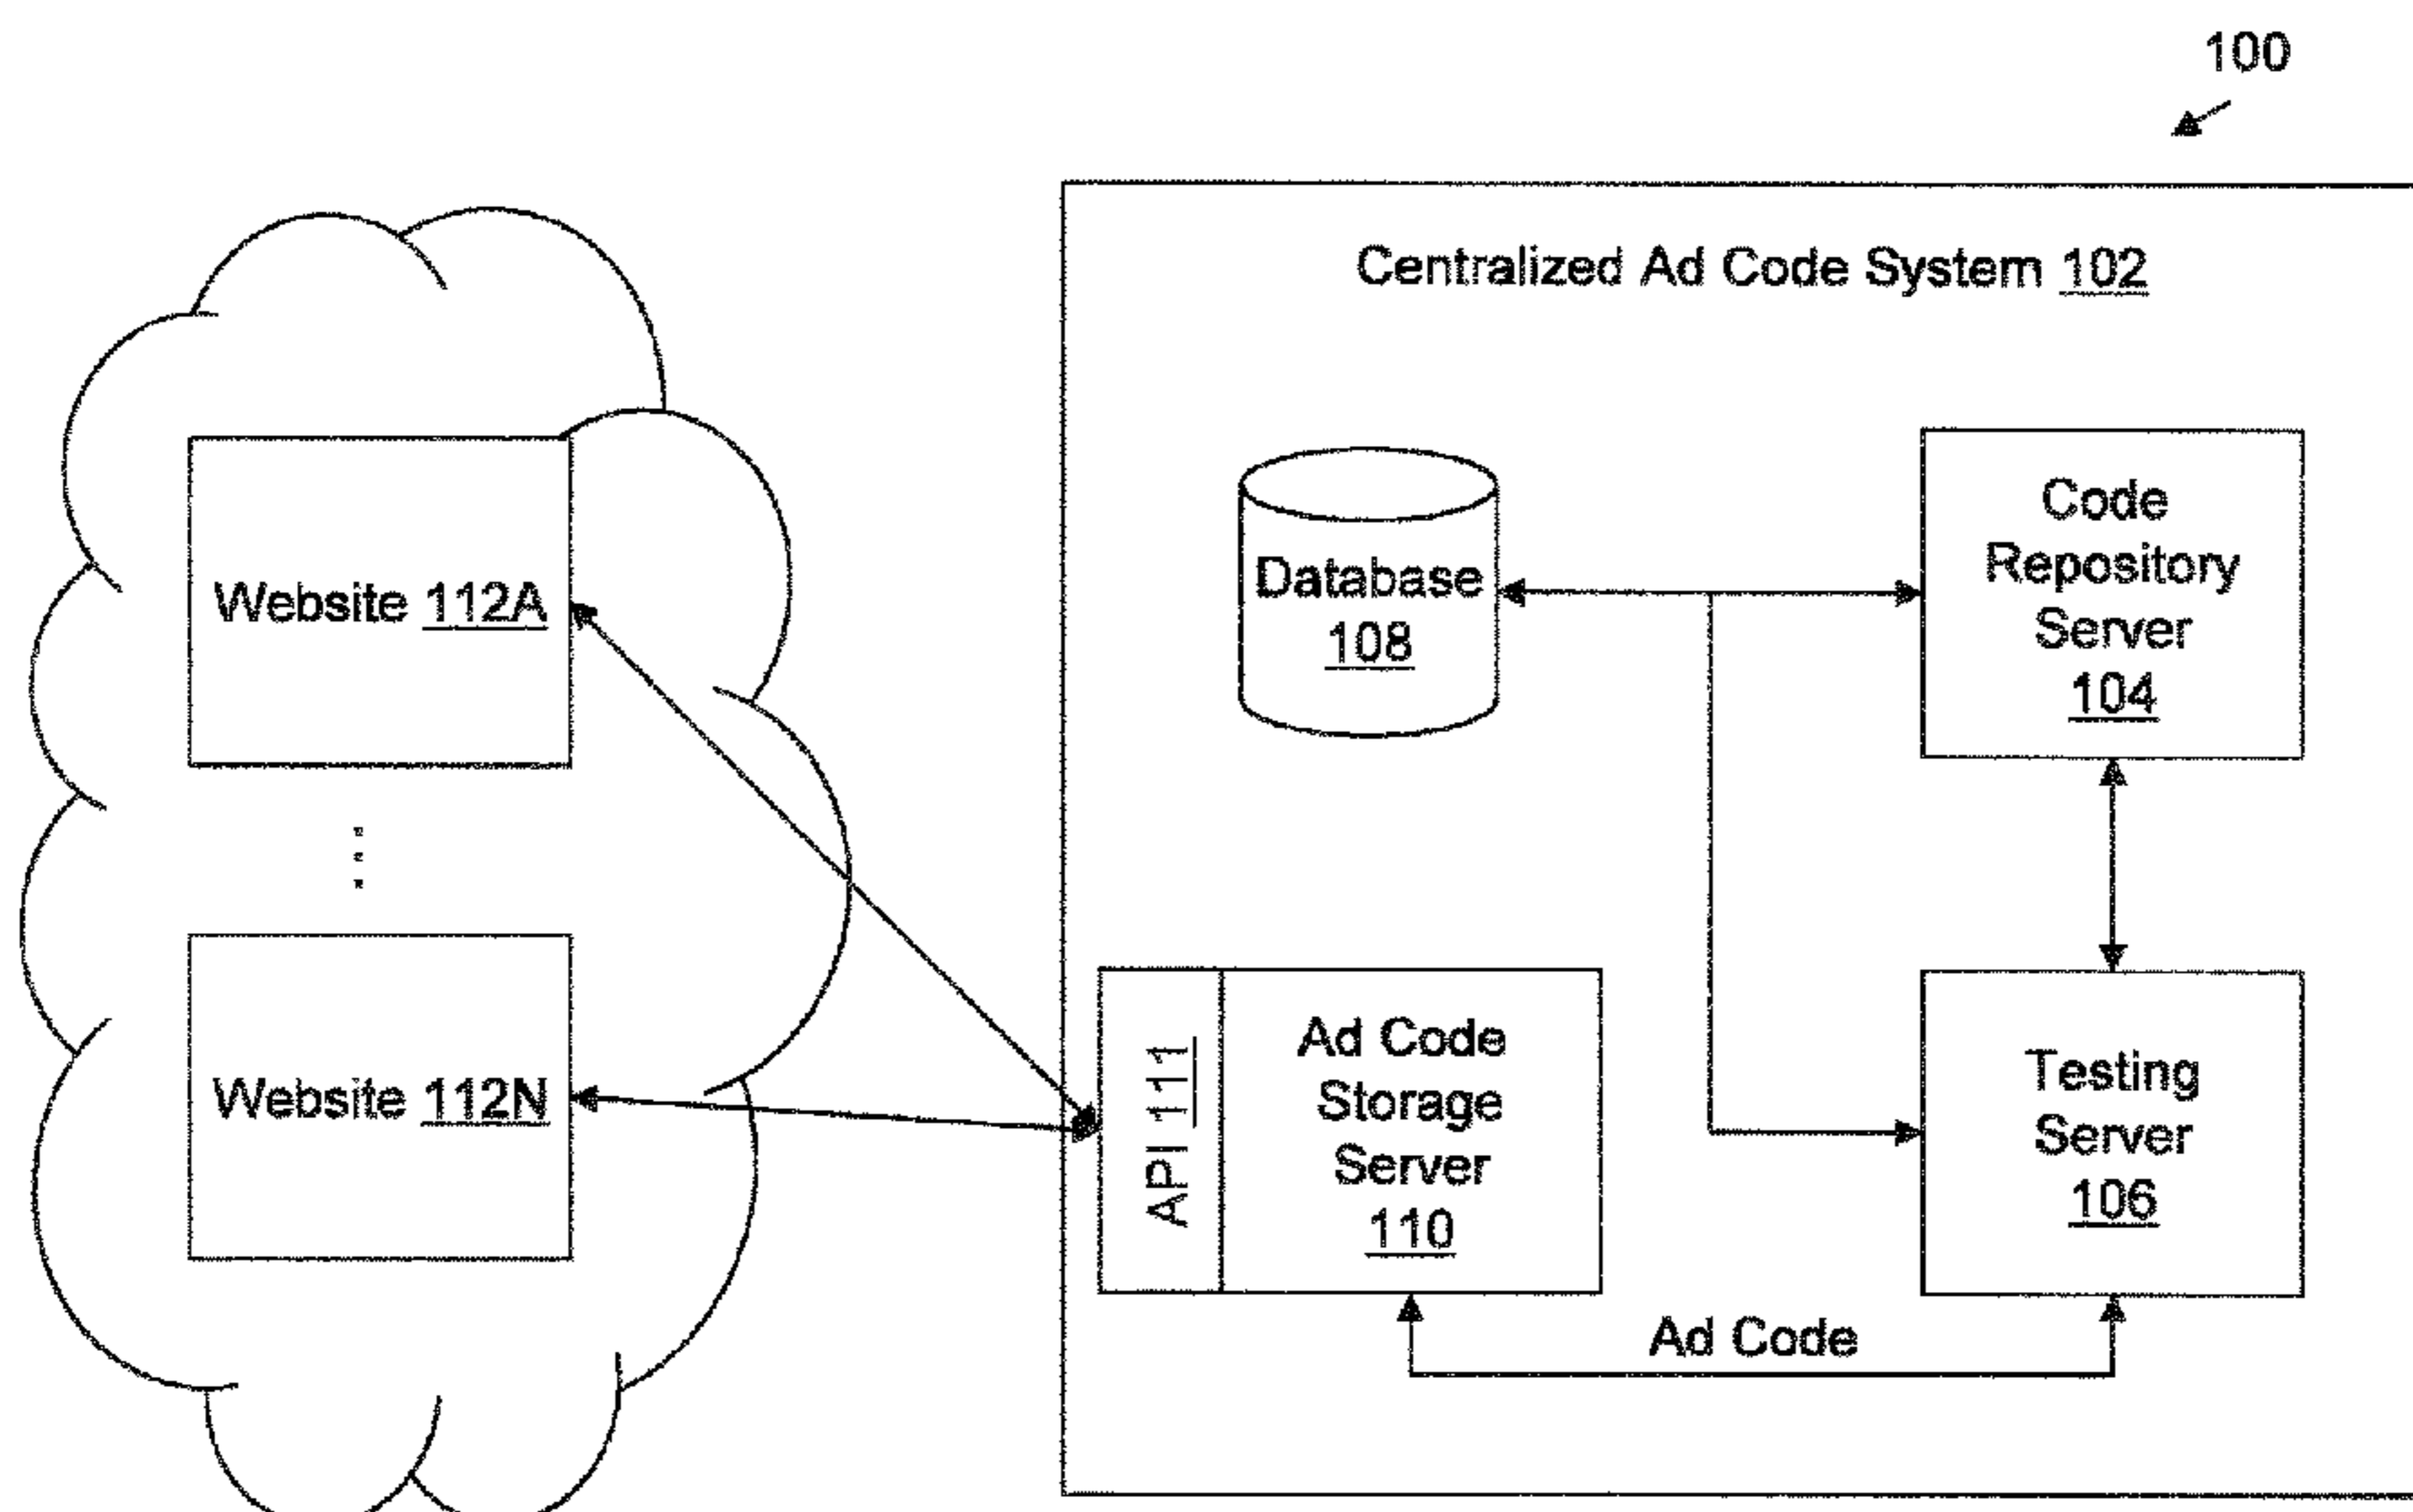 100
Centralized Ad Code System 102
Website 112A
Database
108
Code
Repository
Server
104
Website 112N
API 111
Ad Code
Storage
Server
110
Testing
Server
106
Ad Code